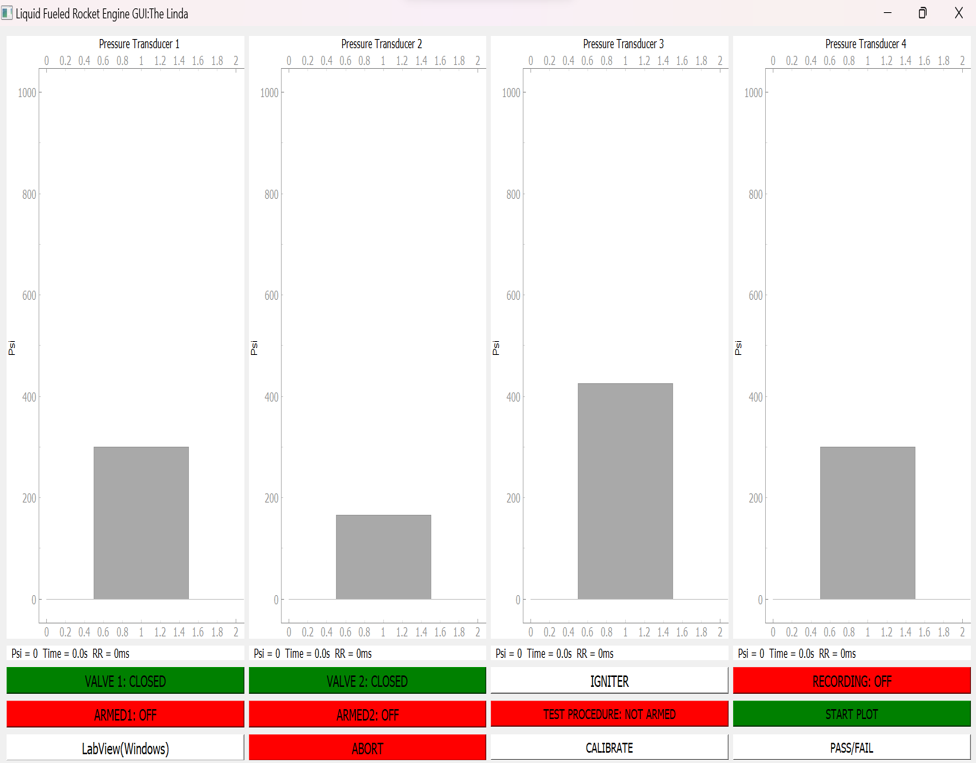 Liquid Fueled Rocket Engine GUI:The Linda
Pressure Transducer 1
0 0.2 0.4 0.6 0.8 1 1.2 1.4 1.6 1.8 2
1000
800
600
400
200
0
Psi
0 0.2 0.4 0.6 0.8 1 1.2 1.4 1.6 1.8 2
Psi = 0 Time = 0.0s RR = 0ms
Pressure Transducer 2
0 0.2 0.4 0.6 0.8 1 1.2 1.4 1.6 1.8 2
1000
800
600
400
200
0
Psi
0 0.2 0.4 0.6 0.8 1 1.2 1.4 1.6 1.8 2
Psi = 0 Time = 0.0s RR = 0ms
Pressure Transducer 3
0 0.2 0.4 0.6 0.8 1 1.2 1.4 1.6 1.8 2
1000
800
600
400
200
0
Psi
0 0.2 0.4 0.6 0.8 1 1.2 1.4 1.6 1.8 2
Psi = 0 Time = 0.0s RR = 0ms
Pressure Transducer 4
0 0.2 0.4 0.6 0.8 1 1.2 1.4 1.6 1.8 2
1000
800
600
400
200
0
Psi
0 0.2 0.4 0.6 0.8 1 1.2 1.4 1.6 1.8 2
Psi = 0 Time = 0.0s RR = 0ms
VALVE 1: CLOSED
VALVE 2: CLOSED
IGNITER
RECORDING: OFF
ARMED1: OFF
ARMED2: OFF
TEST PROCEDURE: NOT ARMED
START PLOT
LabView(Windows)
ABORT
CALIBRATE
PASS/FAIL